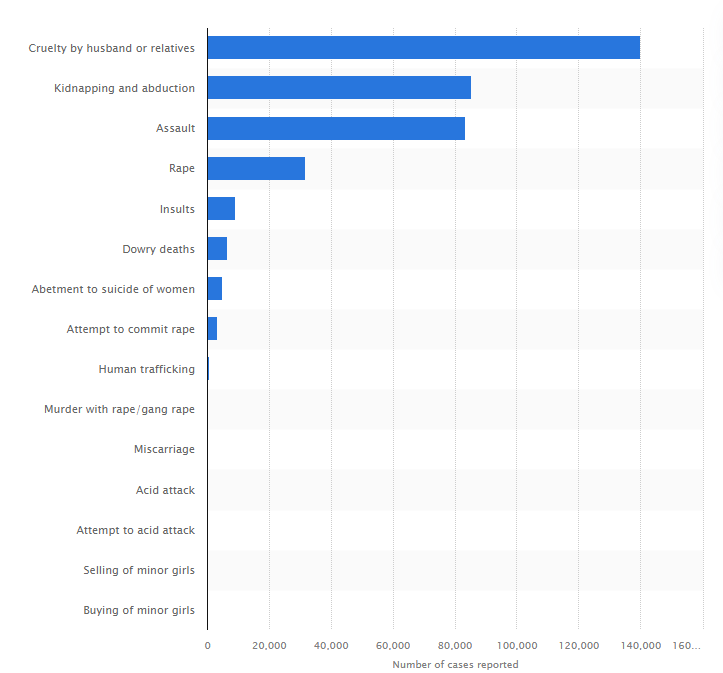 Cruelty by husband or relatives
Kidnapping and abduction
Assault
Rape
Insults
Dowry deaths
Abetment to suicide of women
Attempt to commit rape
Human trafficking
Murder with rape/gang rape
Miscarriage
Acid attack
Attempt to acid attack
Selling of minor girls
Buying of minor girls
0 20,000 40,000 60,000 80,000 100,000 120,000 140,000 160...
Number of cases reported